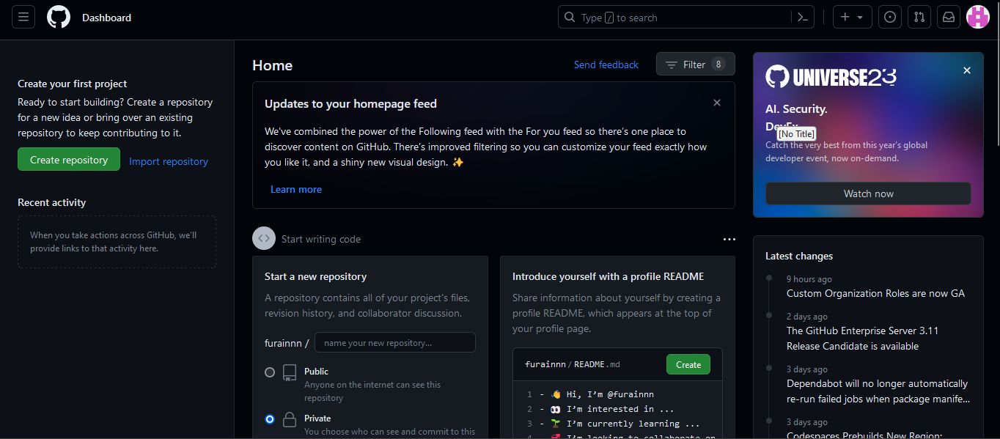 Dashboard
Type / to search
Create your first project
Ready to start building? Create a repository
for a new idea or bring over an existing
repository to keep contributing to it.
Create repository
Import repository
Recent activity
When you take actions across GitHub, we'll
provide links to that activity here.
Home
Send feedback
Filter 8
Updates to your homepage feed
We've combined the power of the Following feed with the For you feed so there's one place to
discover content on GitHub. There's improved filtering so you can customize your feed exactly how
you like it, and a shiny new visual design. ✨
Learn more
Start writing code
Start a new repository
A repository contains all of your project's files,
revision history, and collaborator discussion.
furainnn /
name your new repository...
Public
Anyone on the internet can see this
repository
Private
You choose who can see and commit to this
Introduce yourself with a profile README
Share information about yourself by creating a
profile README, which appears at the top of
your profile page.
furainnn / README.md
Create
1 - 👋 Hi, I'm @furainnn
2 - 👀 I'm interested in ...
3 - 🌱 I'm currently learning ...
4 - 💞️ I'm looking to collaborate on
UNIVERSE23
AI. Security.
[No Title]
Catch the very best from this year's global
developer event, now on-demand.
Watch now
Latest changes
9 hours ago
Custom Organization Roles are now GA
2 days ago
The GitHub Enterprise Server 3.11
Release Candidate is available
3 days ago
Dependabot will no longer automatically
re-run failed jobs when package manife...
3 days ago
Codespaces Prebuilds New Region: